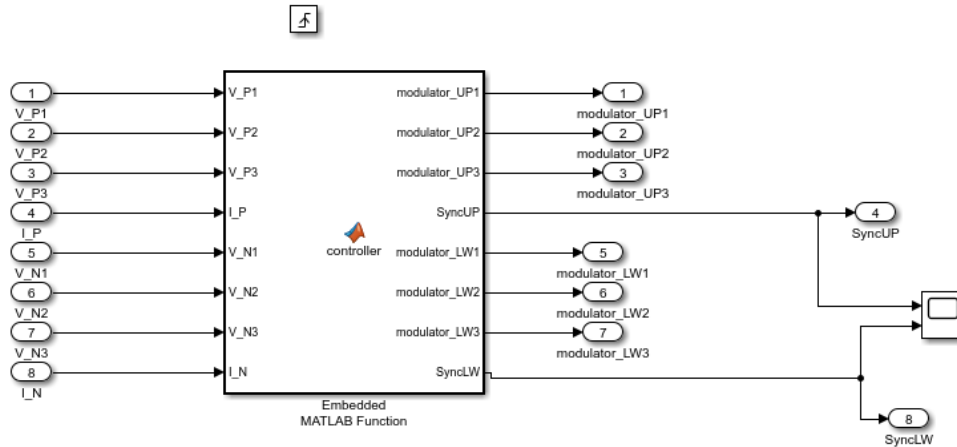 1
V_P1
2
V_P2
3
V_P3
4
I_P
5
V_N1
6
V_N2
7
V_N3
8
I_N
V_P1
V_P2
V_P3
I_P
V_N1
V_N2
V_N3
I_N
controller
modulator_UP1
modulator_UP2
modulator_UP3
SyncUP
modulator_LW1
modulator_LW2
modulator_LW3
SyncLW
Embedded
MATLAB Function
1
modulator_UP1
2
modulator_UP2
3
modulator_UP3
4
SyncUP
5
modulator_LW1
6
modulator_LW2
7
modulator_LW3
8
SyncLW